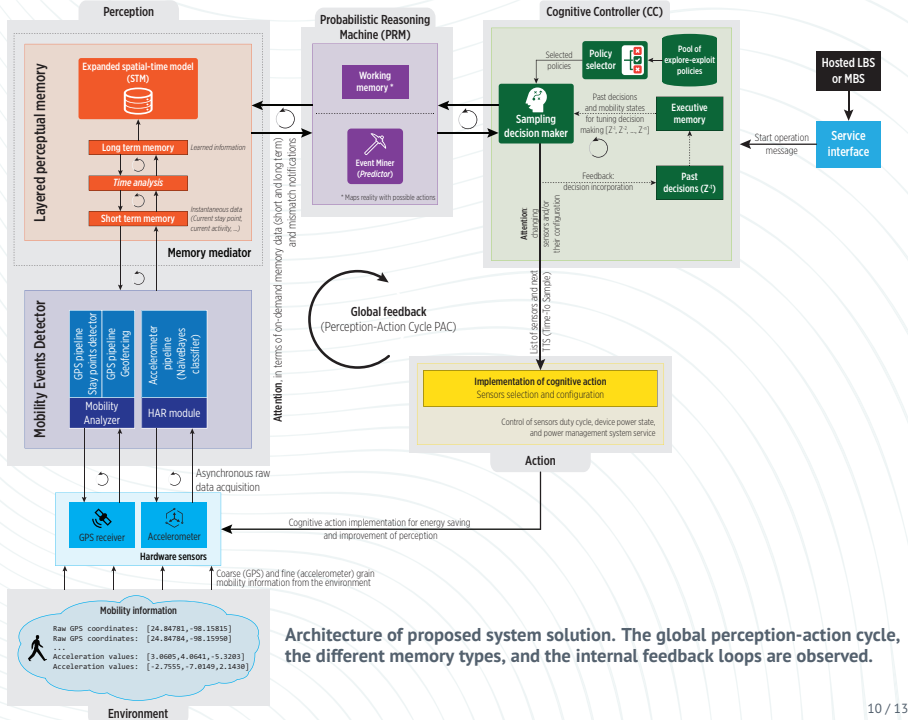 Perception
Layered perceptual memory
Expanded spatial-time model
(STM)
Long term memory
Learned information
Time analysis
Short term memory
Instantaneous data
(Current stay point,
current activity, ...)
Memory mediator
Mobility Events Detector
GPS pipeline
Stay points detector
GPS pipeline
Geofencing
Accelerometer
pipeline
(NaiveBayes
classifier)
Mobility
Analyzer
HAR module
Asynchronous raw
data acquisition
GPS receiver
Accelerometer
Hardware sensors
Coarse (GPS) and fine (accelerometer) grain
mobility information from the environment
Mobility information
Raw GPS coordinates: [24.84781,-98.15815]
Raw GPS coordinates: [24.84784,-98.15950]
...
Acceleration values: [3.0605,4.0641,-5.3203]
Acceleration values: [-2.7555,-7.0149,2.1430]
Environment
Attention, in terms of on-demand memory data (short and long term)
and mismatch notifications
Probabilistic Reasoning
Machine (PRM)
Working
memory *
Event Miner
(Predictor)
* Maps reality with possible actions
Global feedback
(Perception-Action Cycle PAC)
Cognitive Controller (CC)
Selected
policies
Policy
selector
Pool of
explore-exploit
policies
Sampling
decision maker
Past decisions
and mobility states
for tuning decision
making [Z⁻¹, Z⁻², ..., Z⁻ⁿ]
Executive
memory
Feedback:
decision incorporation
Past
decisions (Z⁻¹)
Attention:
changing
sensors and/or
their configuration
List of sensors and next
TTS (Time-To Sample)
Hosted LBS
or MBS
Service
interface
Start operation
message
Implementation of cognitive action
Sensors selection and configuration
Control of sensors duty cycle, device power state,
and power management system service
Action
Cognitive action implementation for energy saving
and improvement of perception
Architecture of proposed system solution. The global perception-action cycle,
the different memory types, and the internal feedback loops are observed.
10 / 13